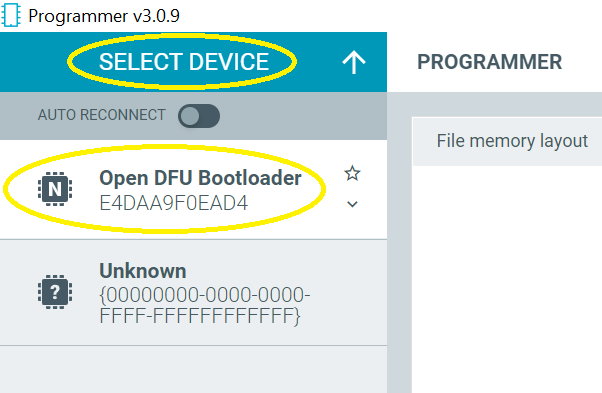 Programmer v3.0.9
SELECT DEVICE
PROGRAMMER
AUTO RECONNECT
File memory layout
Open DFU Bootloader
E4DAA9F0EAD4
Unknown
{00000000-0000-0000-
FFFF-FFFFFFFFFFFF}